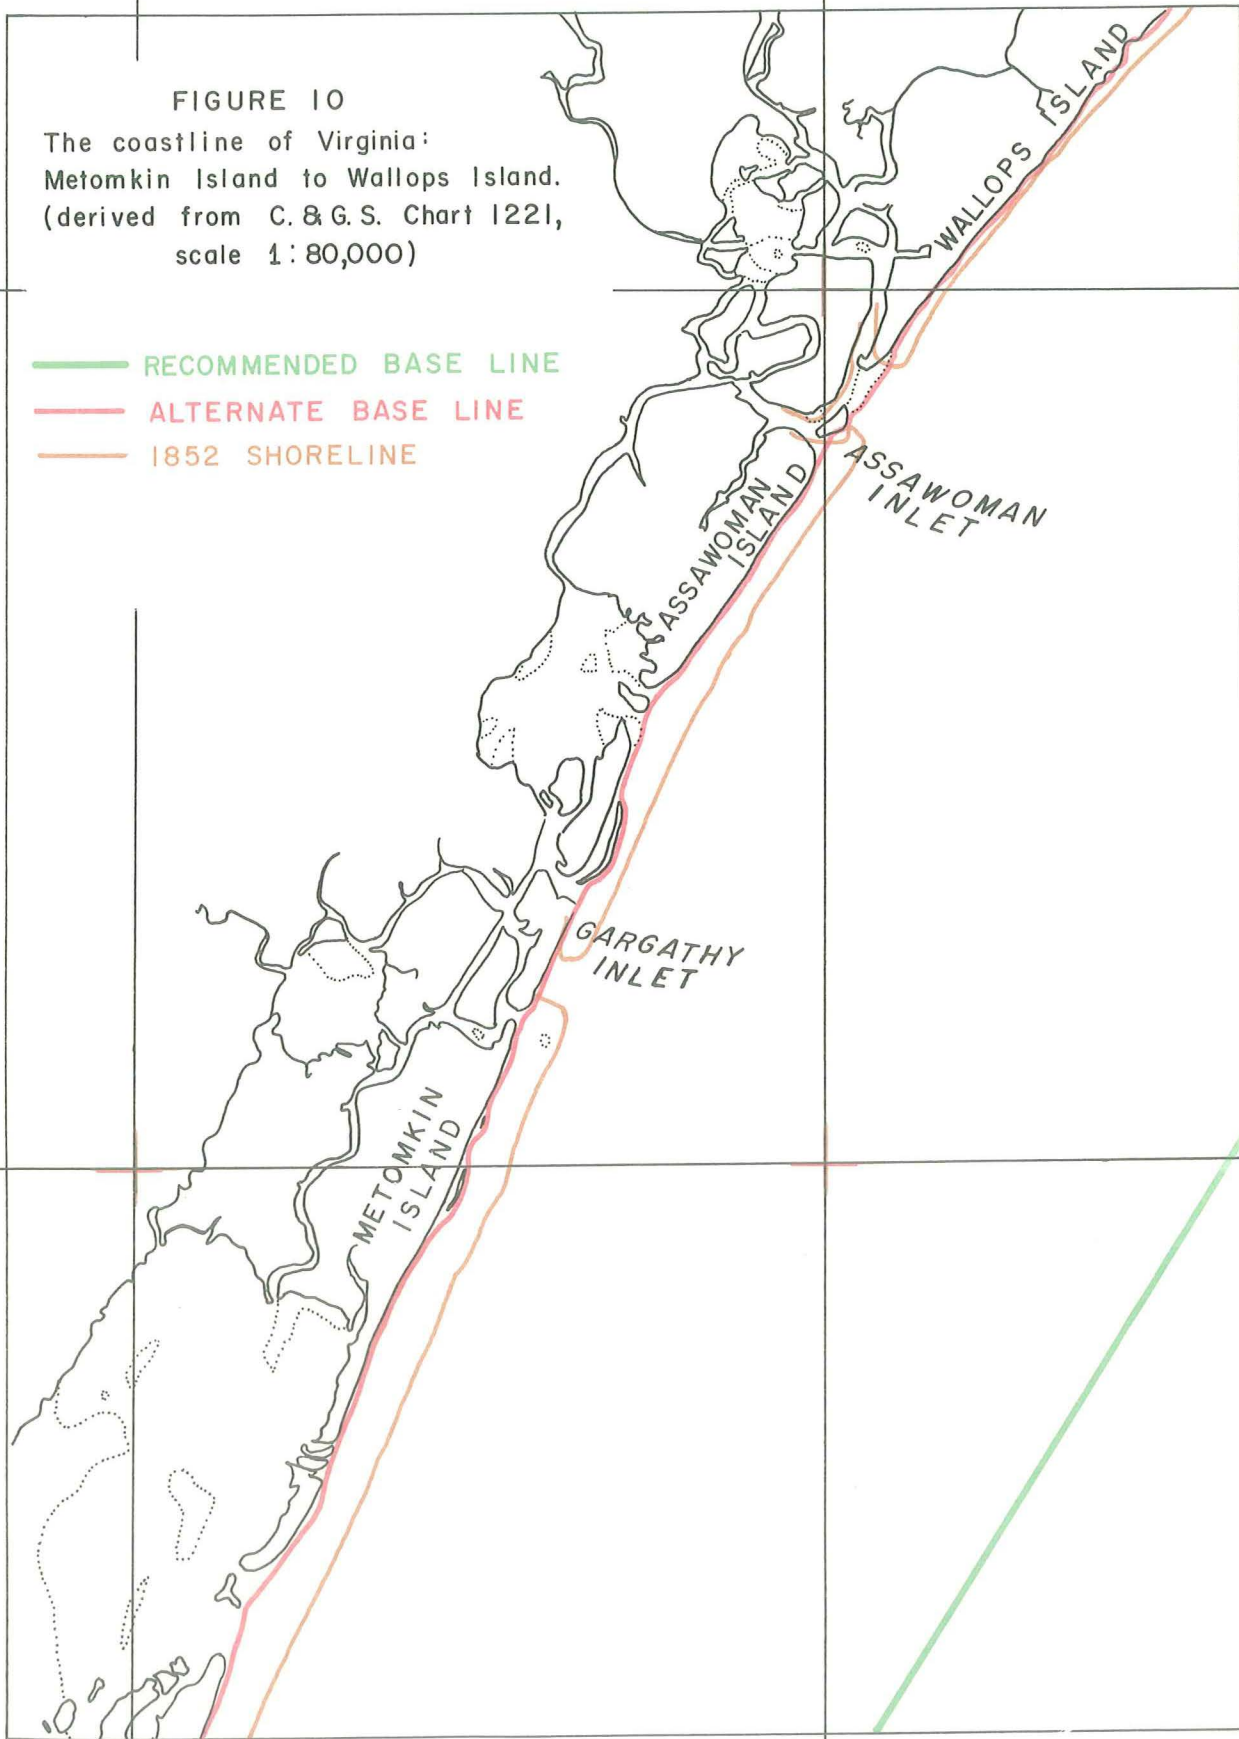 FIGURE 10
The coastline of Virginia:
Metomkin Island to Wallops Island.
(derived from C. & G. S. Chart 1221,
scale 1:80,000)
RECOMMENDED BASE LINE
ALTERNATE BASE LINE
1852 SHORELINE
WALLOPS ISLAND
ASSAWOMAN
INLET
ASSAWOMAN
ISLAND
GARGATHY
INLET
METOMKIN
ISLAND